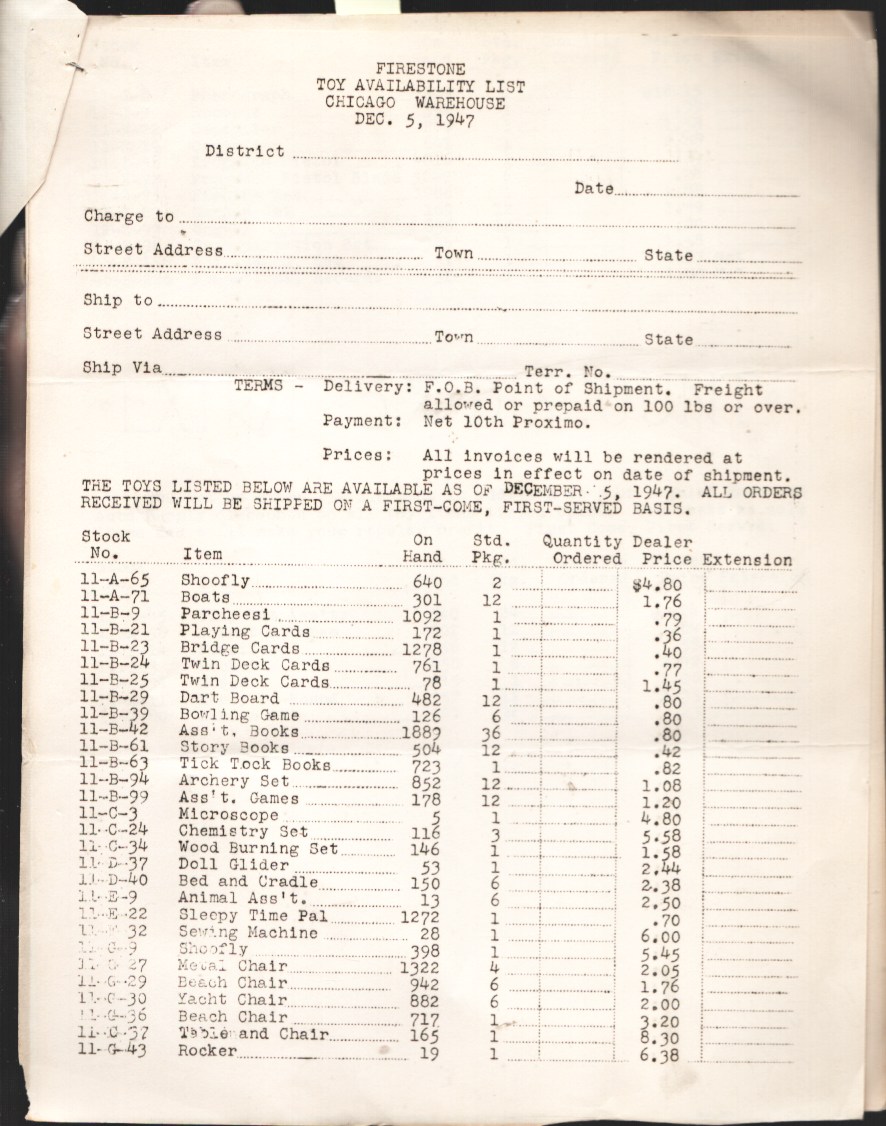 FIRESTONE
TOY AVAILABILITY LIST
CHICAGO WAREHOUSE
DEC. 5, 1947
District
Date
Charge to
Street Address Town State
Ship to
Street Address Town State
Ship Via Terr. No.
TERMS - Delivery: F.O.B. Point of Shipment. Freight
allowed or prepaid on 100 lbs or over.
Payment: Net 10th Proximo.
Prices: All invoices will be rendered at
prices in effect on date of shipment.
THE TOYS LISTED BELOW ARE AVAILABLE AS OF DECEMBER 5, 1947. ALL ORDERS
RECEIVED WILL BE SHIPPED ON A FIRST-COME, FIRST-SERVED BASIS.
Stock On Std. Quantity Dealer
No. Item Hand Pkg. Ordered Price Extension
11-A-65 Shoofly 640 2 $4.80
11-A-71 Boats 301 12 1.76
11-B-9 Parcheesi 1092 1 .79
11-B-21 Playing Cards 172 1 .36
11-B-23 Bridge Cards 1278 1 .40
11-B-24 Twin Deck Cards 761 1 .77
11-B-25 Twin Deck Cards 78 1 1.45
11-B-29 Dart Board 482 12 .80
11-B-39 Bowling Game 126 6 .80
11-B-42 Ass't. Books 36 .80
11-B-61 Story Books 504 12 .42
11-B-63 Tick Tock Books 723 1 .82
11-B-94 Archery Set 852 12 1.08
11-B-99 Ass't. Games 178 12 1.20
11-C-3 Microscope 5 1 4.80
11-C-24 Chemistry Set 116 3 5.58
11-C-34 Wood Burning Set 146 1 1.58
11-D-37 Doll Glider 53 1 2.44
11-D-40 Bed and Cradle 150 6 2.38
11-E-9 Animal Ass't. 13 6 2.50
11-E-22 Sleepy Time Pal 1272 1 .70
32 Sewing Machine 28 1 6.00
11-G-9 Shoofly 398 1 5.45
11-G-27 Metal Chair 1322 4 2.05
11-G-29 Beach Chair 942 6 1.76
11-G-30 Yacht Chair 882 6 2.00
11-G-36 Beach Chair 717 1 3.20
11-G-37 Table and Chair 165 1 8.30
11-G-43 Rocker 19 1 6.38